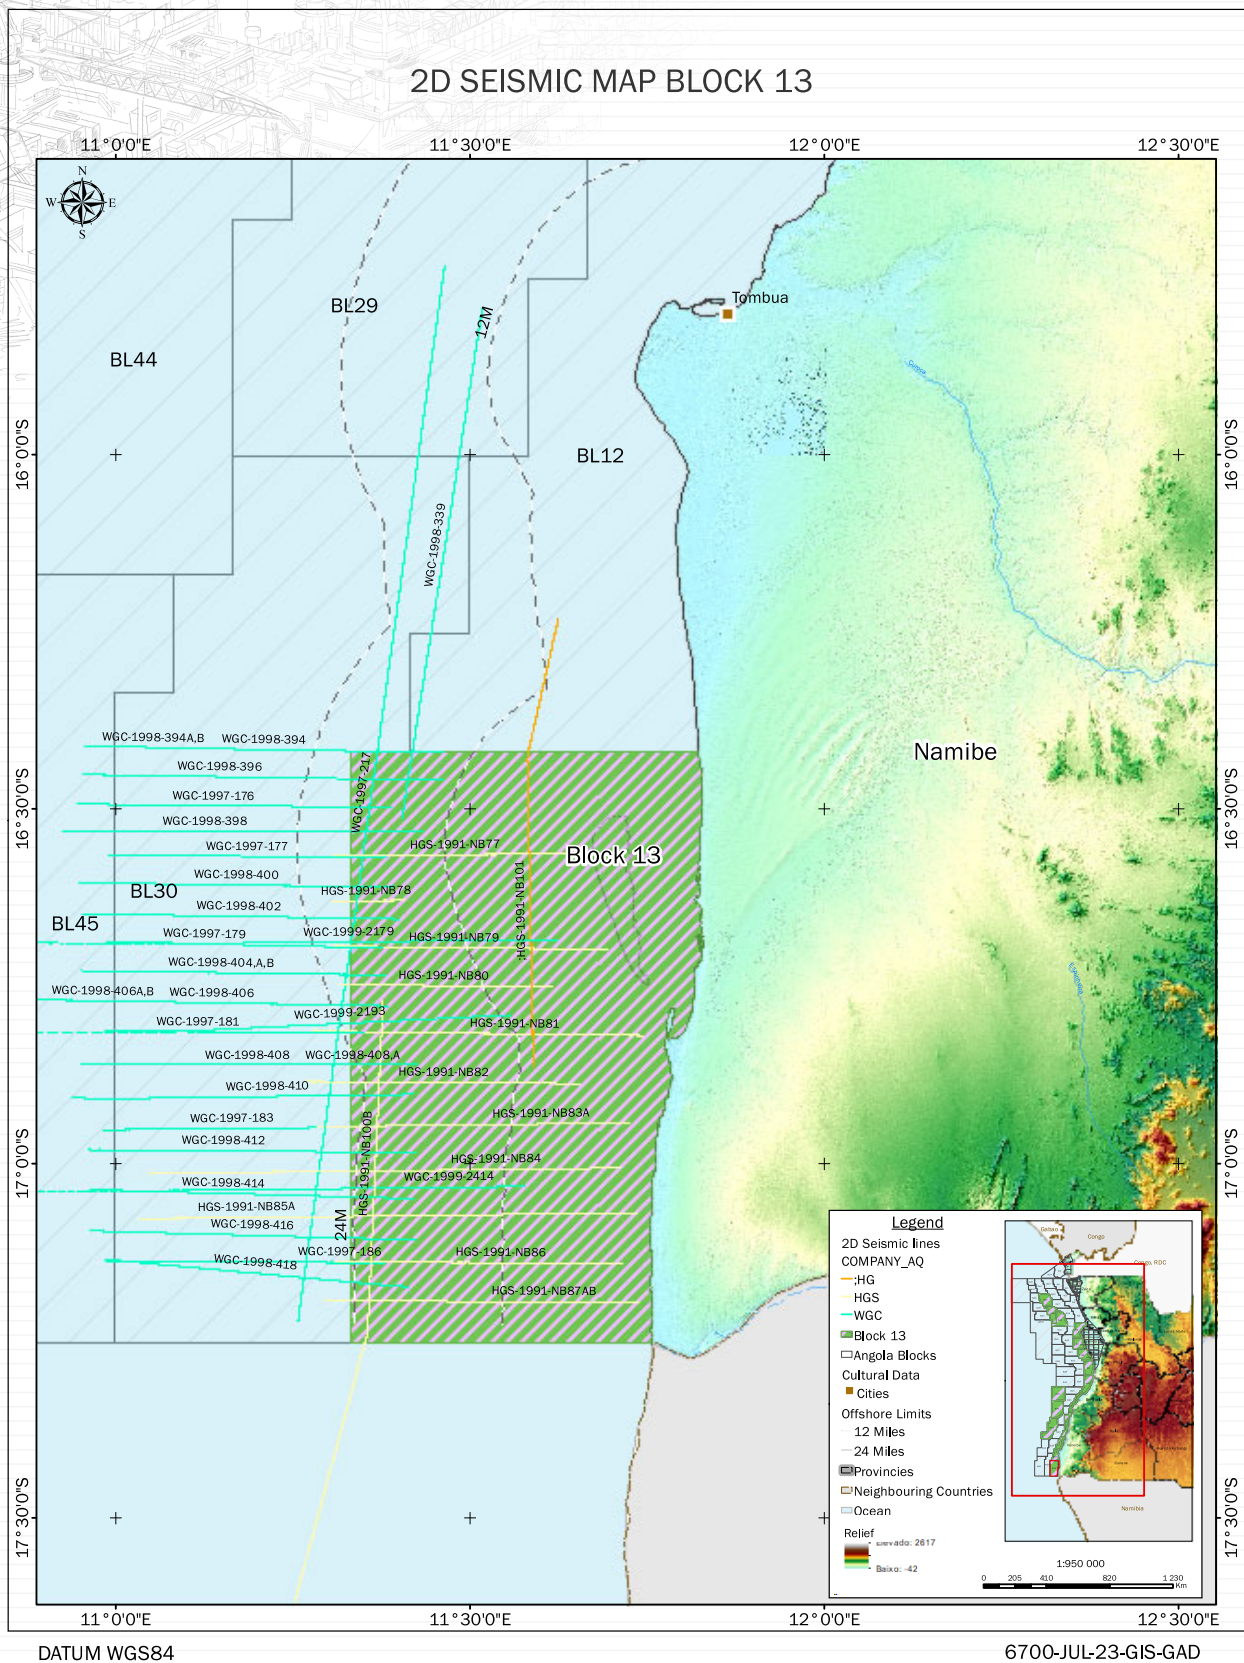 2D SEISMIC MAP BLOCK 13
11°0'0"E
11°30'0"E
12°0'0"E
12°30'0"E
N
W
E
S
Tombua
BL29
12M
BL44
16°0'0"S
16°0'0"S
BL12
WGC-1998-339
WGC-1998-394A,B
WGC-1998-394
Namibe
WGC-1998-396
WGC-1997-217
WGC-1997-176
16°30'0"S
16°30'0"S
WGC-1998-398
WGC-1997-177
HGS-1991-NB77
Block 13
WGC-1998-400
BL30
HGS-1991-NB78
;HGS-1991-NB101
WGC-1998-402
BL45
WGC-1997-179
WGC-1999-2179
HGS-1991-NB79
WGC-1998-404,A,B
HGS-1991-NB80
WGC-1998-406A,B
WGC-1998-406
WGC-1999-2193
WGC-1997-181
HGS-1991-NB81
WGC-1998-408
WGC-1998-408,A
HGS-1991-NB82
WGC-1998-410
WGC-1997-183
HGS-1991-NB83A
WGC-1998-412
HGS-1991-NB100B
HGS-1991-NB84
17°0'0"S
17°0'0"S
WGC-1998-414
WGC-1999-2414
HGS-1991-NB85A
WGC-1998-416
24M
WGC-1997-186
HGS-1991-NB86
WGC-1998-418
HGS-1991-NB87AB
Legend
2D Seismic lines
COMPANY_AQ
;HG
HGS
WGC
Block 13
Angola Blocks
Cultural Data
Cities
Offshore Limits
12 Miles
24 Miles
Provinces
Neighbouring Countries
Ocean
Relief
Elevado: 2617
Baixo: -42
Gabao
Congo
Congo, RDC
Namibia
1:950 000
0 205 410 820 1 230
Km
17°30'0"S
17°30'0"S
11°0'0"E
11°30'0"E
12°0'0"E
12°30'0"E
DATUM WGS84
6700-JUL-23-GIS-GAD